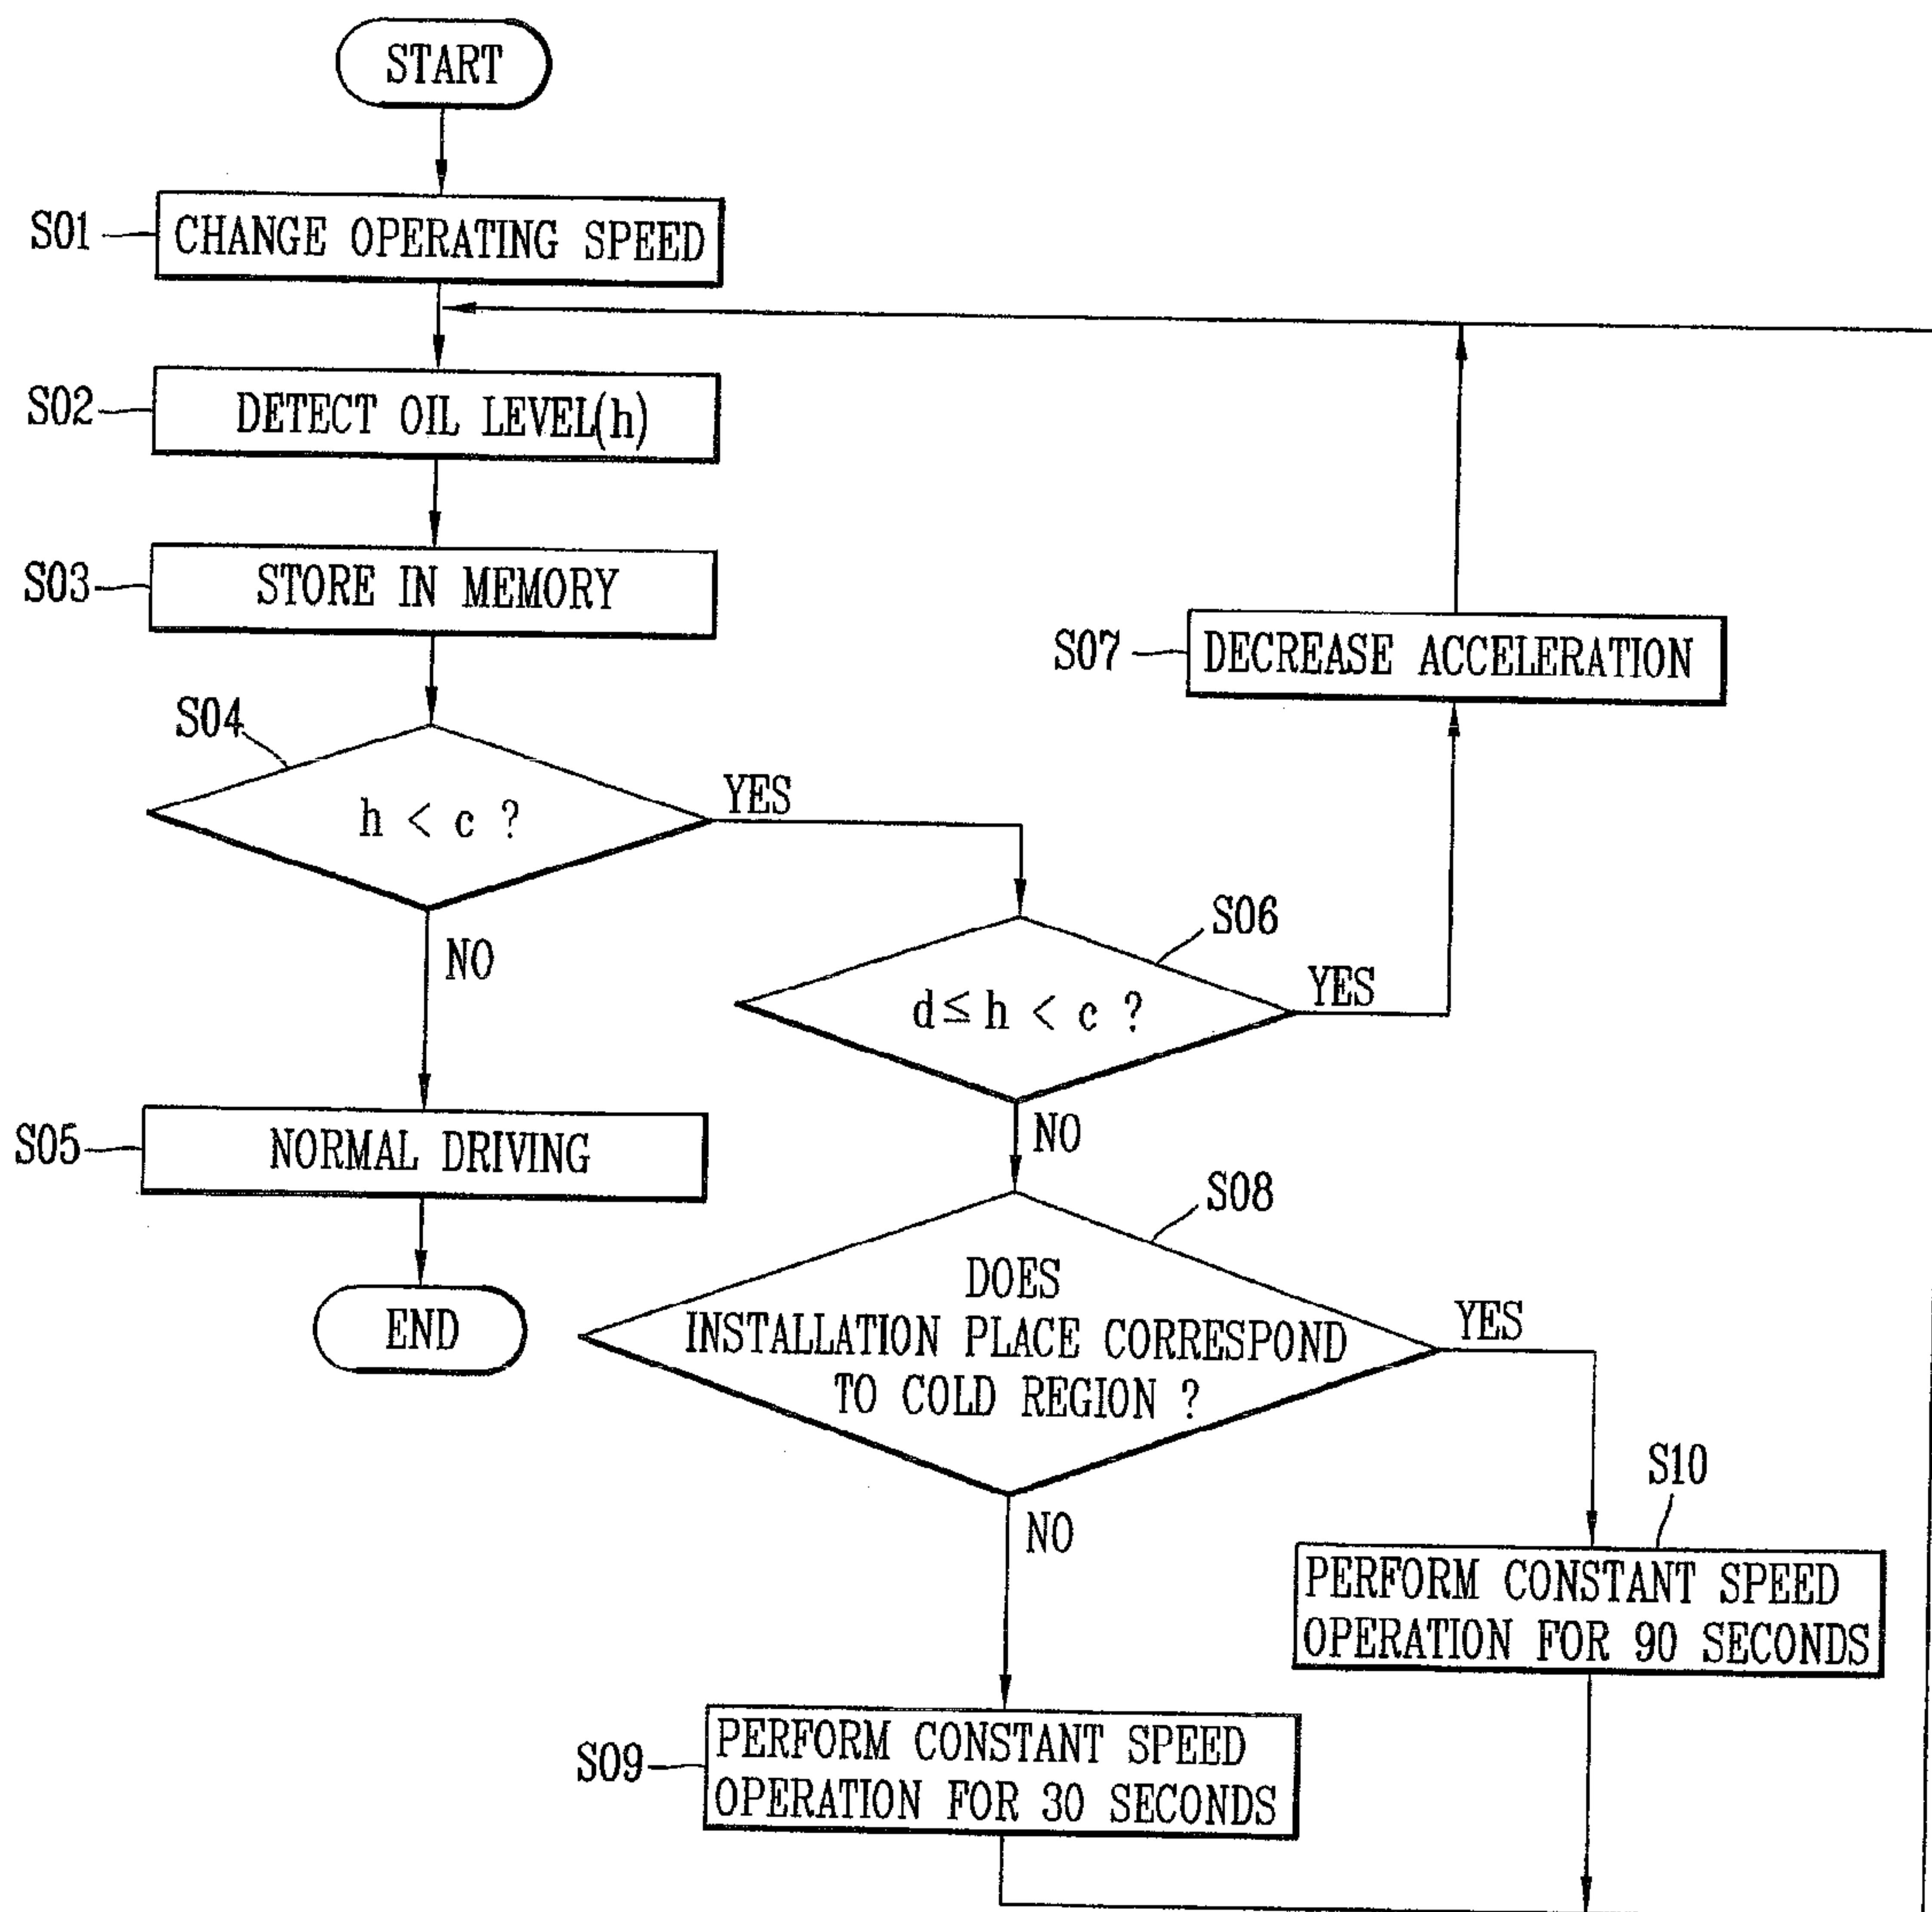 START
S01
CHANGE OPERATING SPEED
S02
DETECT OIL LEVEL(h)
S03
STORE IN MEMORY
S07
DECREASE ACCELERATION
S04
h < c ?
YES
NO
S06
d ≤ h < c ?
YES
NO
S05
NORMAL DRIVING
END
S08
DOES
INSTALLATION PLACE CORRESPOND
TO COLD REGION ?
YES
NO
S10
PERFORM CONSTANT SPEED
OPERATION FOR 90 SECONDS
S09
PERFORM CONSTANT SPEED
OPERATION FOR 30 SECONDS